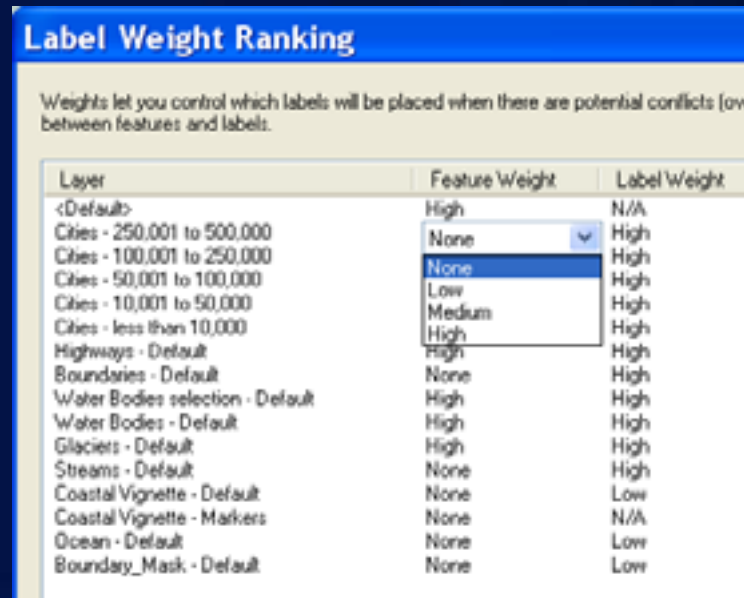 Label Weight Ranking
Weights let you control which labels will be placed when there are potential conflicts (ov
between features and labels.
Layer Feature Weight Label Weight
<Default> High N/A
Cities - 250,001 to 500,000 None High
Cities - 100,001 to 250,000 None High
Cities - 50,001 to 100,000 Low High
Cities - 10,001 to 50,000 Medium High
Cities - less than 10,000 High High
Highways - Default High High
Boundaries - Default None High
Water Bodies selection - Default High High
Water Bodies - Default High High
Glaciers - Default High High
Streams - Default None High
Coastal Vignette - Default None Low
Coastal Vignette - Markers None N/A
Ocean - Default None Low
Boundary_Mask - Default None Low